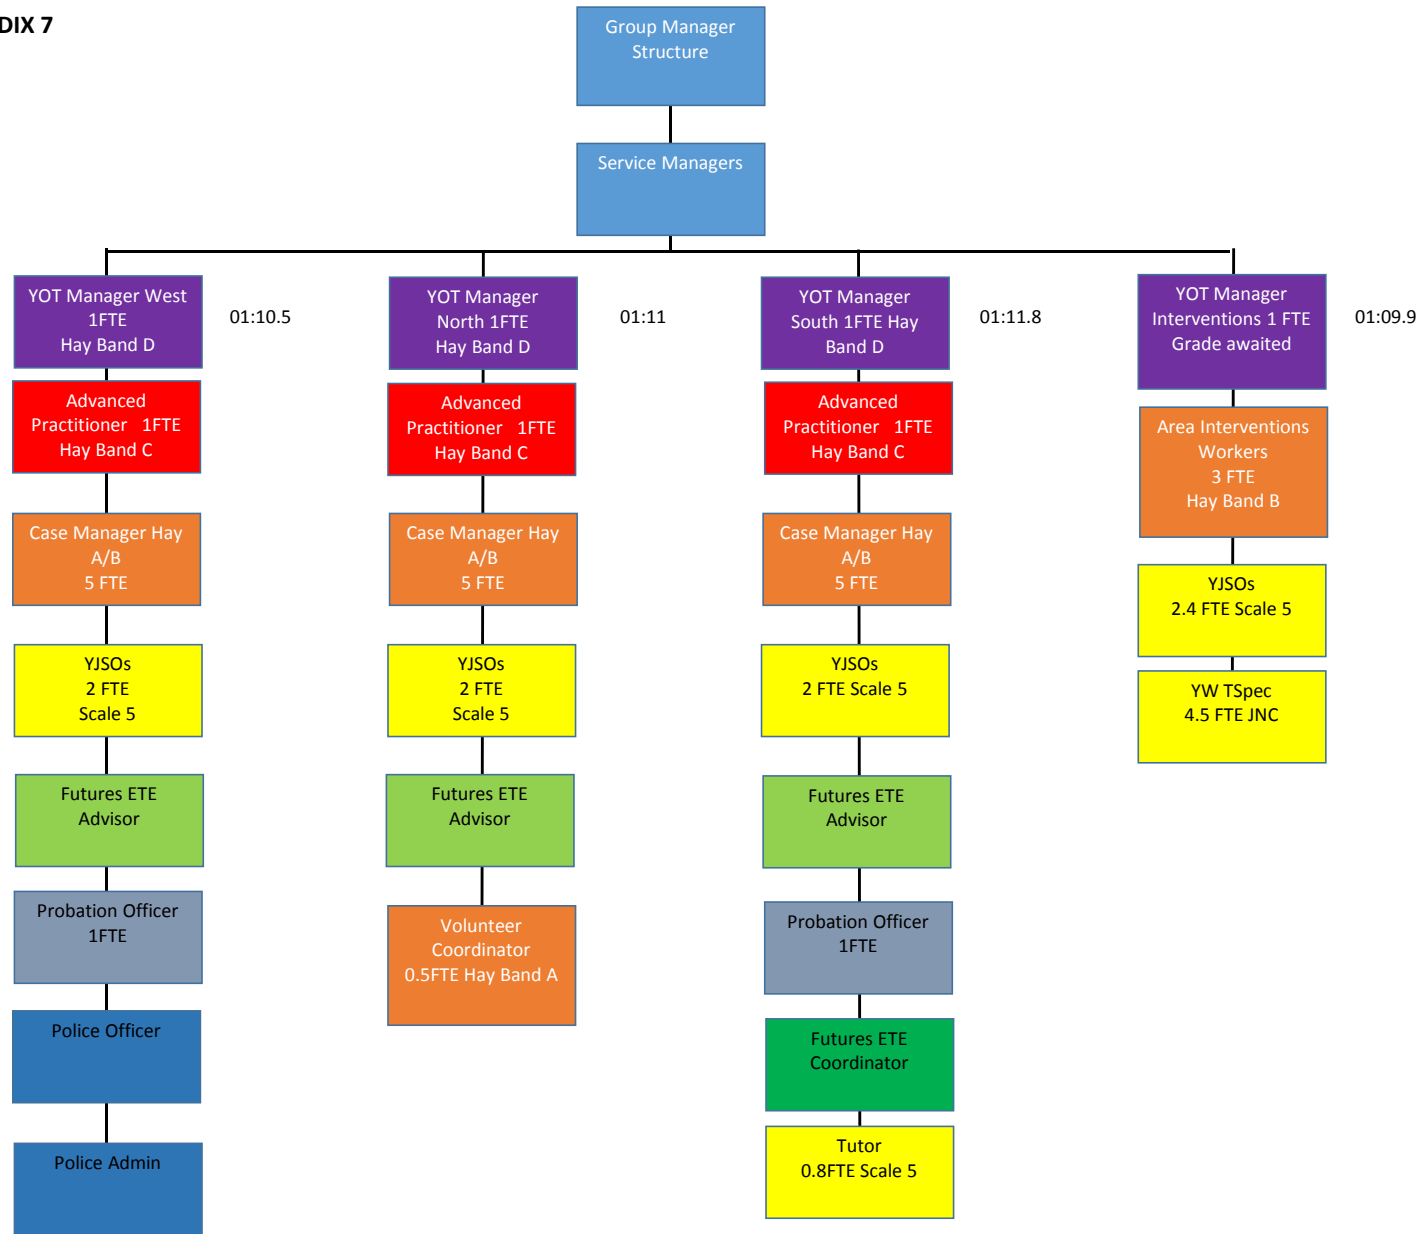 DIX 7
Group Manager
Structure
Service Managers
YOT Manager West
1FTE
Hay Band D
01:10.5
Advanced
Practitioner 1FTE
Hay Band C
Case Manager Hay
A/B
5 FTE
YJSOs
2 FTE
Scale 5
Futures ETE
Advisor
Probation Officer
1FTE
Police Officer
Police Admin
YOT Manager
North 1FTE
Hay Band D
01:11
Advanced
Practitioner 1FTE
Hay Band C
Case Manager Hay
A/B
5 FTE
YJSOs
2 FTE
Scale 5
Futures ETE
Advisor
Volunteer
Coordinator
0.5FTE Hay Band A
YOT Manager
South 1FTE Hay
Band D
01:11.8
Advanced
Practitioner 1FTE
Hay Band C
Case Manager Hay
A/B
5 FTE
YJSOs
2 FTE Scale 5
Futures ETE
Advisor
Probation Officer
1FTE
Futures ETE
Coordinator
Tutor
0.8FTE Scale 5
YOT Manager
Interventions 1 FTE
Grade awaited
01:09.9
Area Interventions
Workers
3 FTE
Hay Band B
YJSOs
2.4 FTE Scale 5
YW TSpec
4.5 FTE JNC